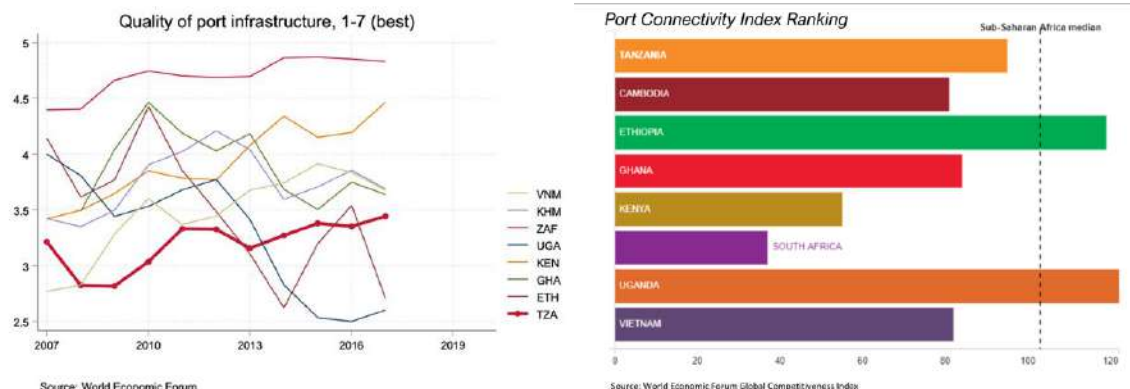 Quality of port infrastructure, 1-7 (best)
5
4.5
4
3.5
3
2.5
2007
2010
2013
2016
2019
VNM
KHM
ZAF
UGA
KEN
GHA
ETH
TZA
Source: World Economic Forum
Port Connectivity Index Ranking
Sub-Saharan Africa median
TANZANIA
CAMBODIA
ETHIOPIA
GHANA
KENYA
SOUTH AFRICA
UGANDA
VIETNAM
0
20
40
60
80
100
120
Source: World Economic Forum Global Competitiveness Index